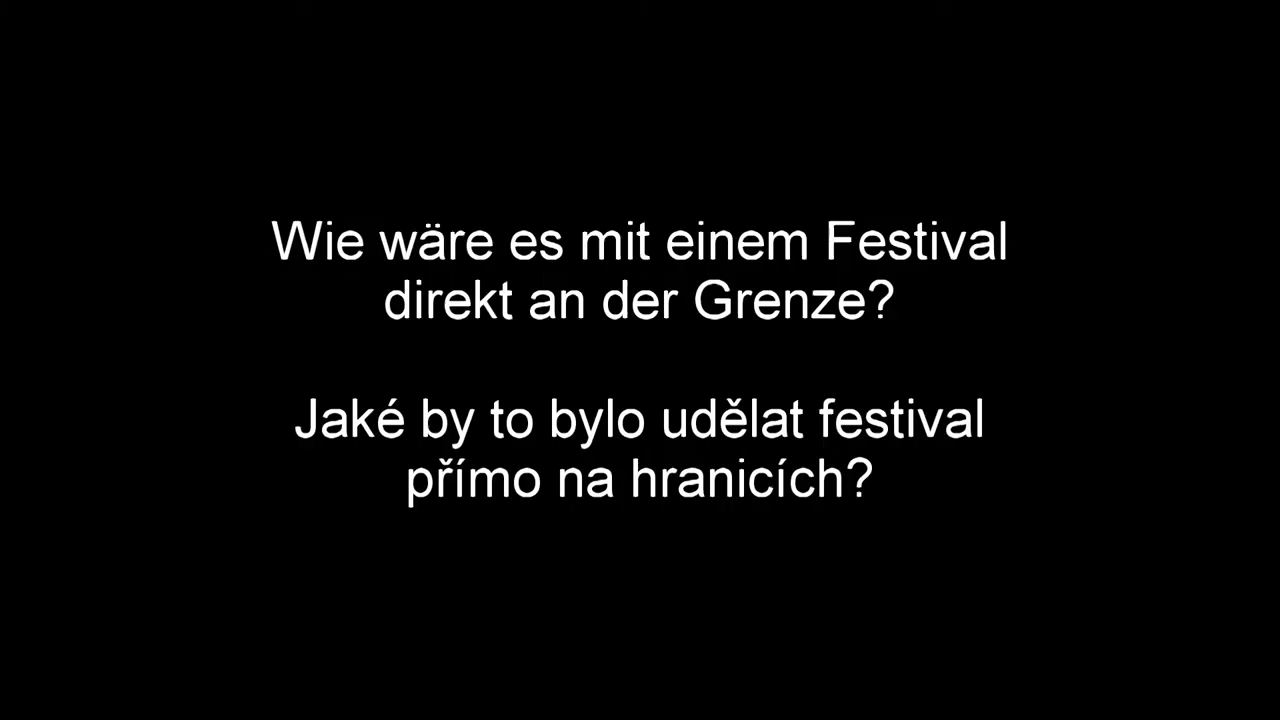 Wie wäre es mit einem Festival
direkt an der Grenze?
Jaké by to bylo udělat festival
přímo na hranicích?